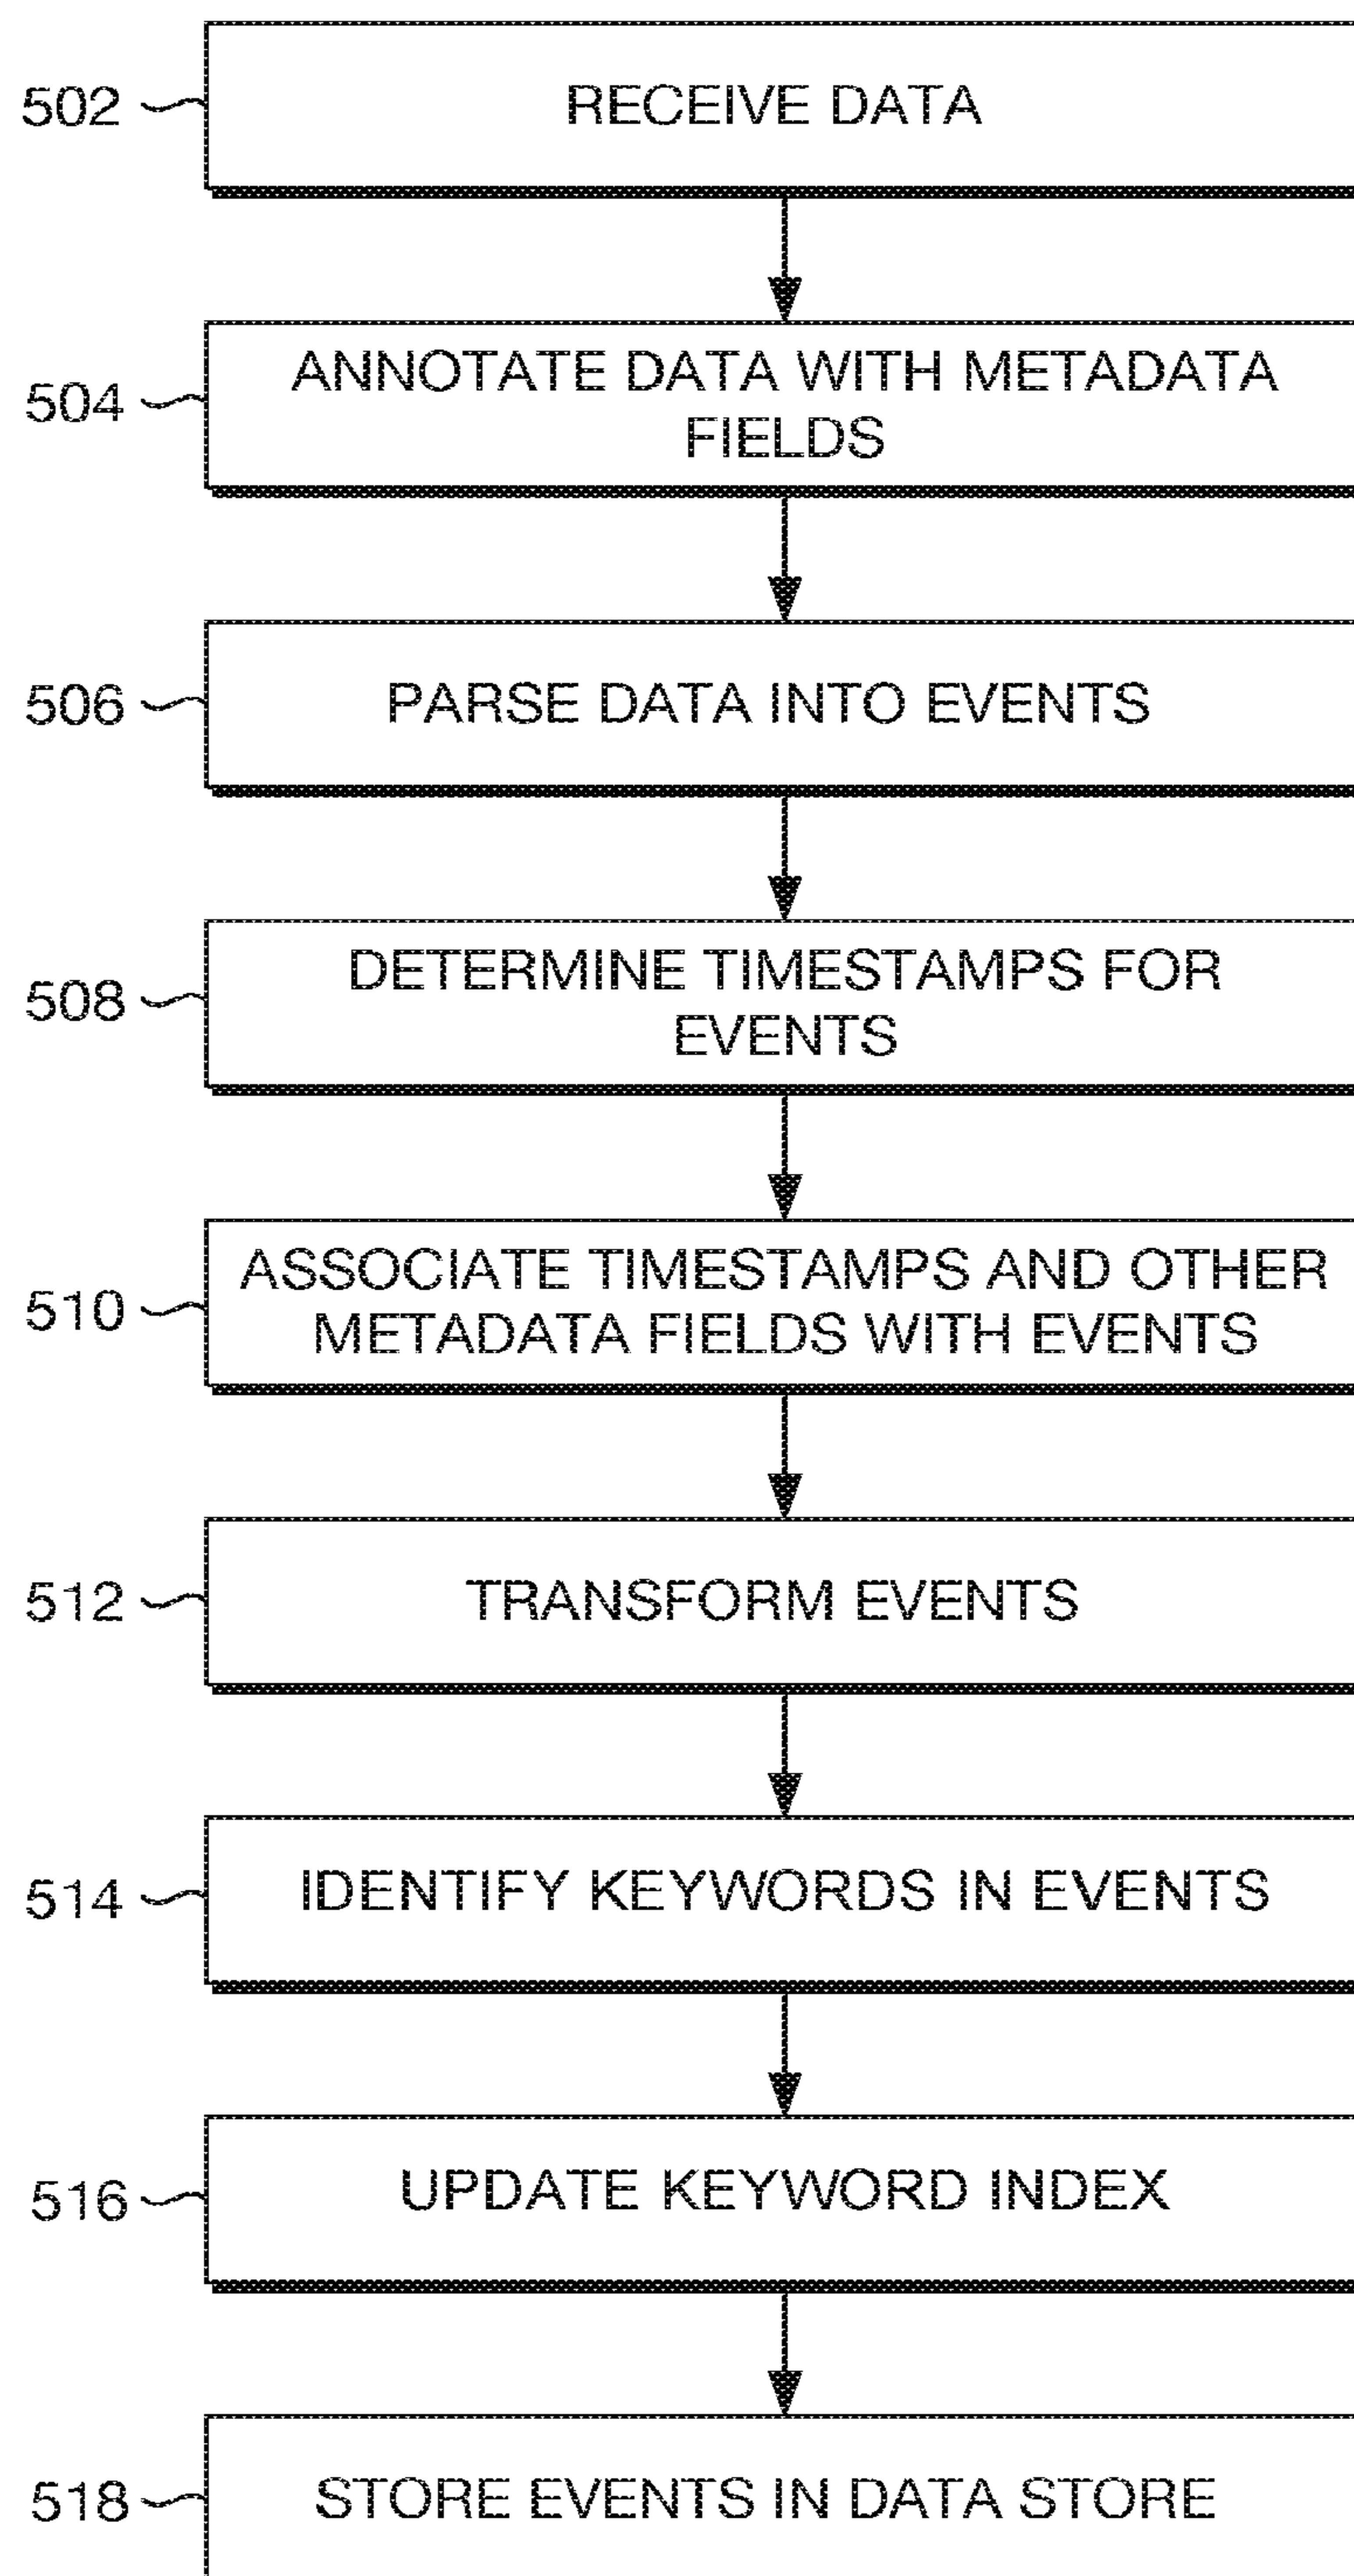 502
RECEIVE DATA
504
ANNOTATE DATA WITH METADATA
FIELDS
506
PARSE DATA INTO EVENTS
508
DETERMINE TIMESTAMPS FOR
EVENTS
510
ASSOCIATE TIMESTAMPS AND OTHER
METADATA FIELDS WITH EVENTS
512
TRANSFORM EVENTS
514
IDENTIFY KEYWORDS IN EVENTS
516
UPDATE KEYWORD INDEX
518
STORE EVENTS IN DATA STORE